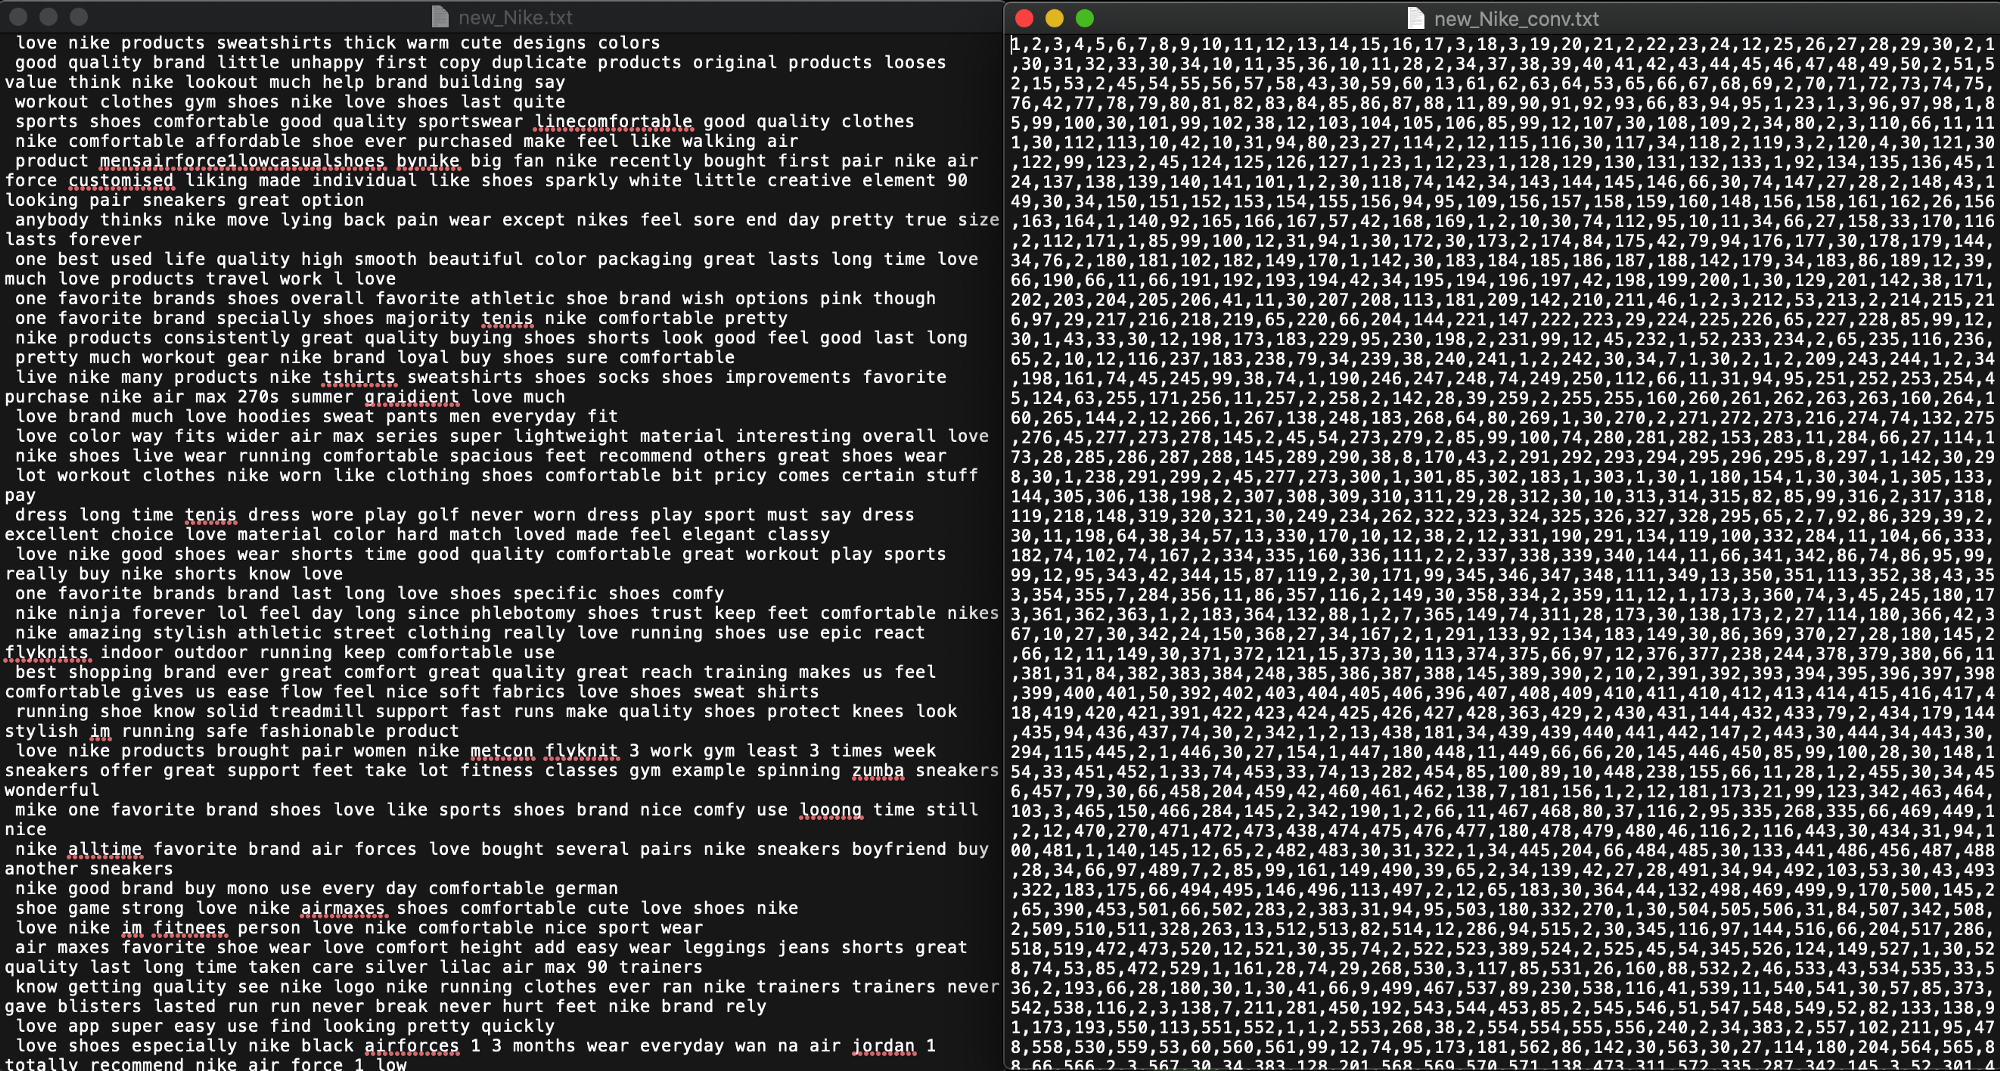 new_Nike.txt
love nike products sweatshirts thick warm cute designs colors
good quality brand little unhappy first copy duplicate products original products looses
value think nike lookout much help brand building say
workout clothes gym shoes nike love shoes last quite
sports shoes comfortable good quality sportswear linecomfortable good quality clothes
nike comfortable affordable shoe ever purchased make feel like walking air
product mensairforce1lowcasualshoes bynike big fan nike recently bought first pair nike air
force customised liking made individual like shoes sparkly white little creative element 90
looking pair sneakers great option
anybody thinks nike move lying back pain wear except nikes feel sore end day pretty true size
lasts forever
one best used life quality high smooth beautiful color packaging great lasts long time love
much love products travel work l love
one favorite brands shoes overall favorite athletic shoe brand wish options pink though
one favorite brand specially shoes majority tenis nike comfortable pretty
nike products consistently great quality buying shoes shorts look good feel good last long
pretty much workout gear nike brand loyal buy shoes sure comfortable
live nike many products nike tshirts sweatshirts shoes socks shoes improvements favorite
purchase nike air max 270s summer graidient love much
love brand much love hoodies sweat pants men everyday fit
love color way fits wider air max series super lightweight material interesting overall love
nike shoes live wear running comfortable spacious feet recommend others great shoes wear
lot workout clothes nike worn like clothing shoes comfortable bit pricy comes certain stuff
pay
dress long time tenis dress wore play golf never worn dress play sport must say dress
excellent choice love material color hard match loved made feel elegant classy
love nike good shoes wear shorts time good quality comfortable great workout play sports
really buy nike shorts know love
one favorite brands brand last long love shoes specific shoes comfy
nike ninja forever lol feel day long since phlebotomy shoes trust keep feet comfortable nikes
nike amazing stylish athletic street clothing really love running shoes use epic react
flyknits indoor outdoor running keep comfortable use
best shopping brand ever great comfort great quality great reach training makes us feel
comfortable gives us ease flow feel nice soft fabrics love shoes sweat shirts
running shoe know solid treadmill support fast runs make quality shoes protect knees look
stylish im running safe fashionable product
love nike products brought pair women nike metcon flyknit 3 work gym least 3 times week
sneakers offer great support feet take lot fitness classes gym example spinning zumba sneakers
wonderful
mike one favorite brand shoes love like sports shoes brand nice comfy use looong time still
nice
nike alltime favorite brand air forces love bought several pairs nike sneakers boyfriend buy
another sneakers
nike good brand buy mono use every day comfortable german
shoe game strong love nike airmaxes shoes comfortable cute love shoes nike
love nike im fitnees person love nike comfortable nice sport wear
air maxes favorite shoe wear love comfort height add easy wear leggings jeans shorts great
quality last long time taken care silver lilac air max 90 trainers
know getting quality see nike logo nike running clothes ever ran nike trainers trainers never
gave blisters lasted run run never break never hurt feet nike brand rely
love app super easy use find looking pretty quickly
love shoes especially nike black airforces 1 3 months wear everyday wan na air jordan 1
totally recommend nike air force 1 low
new_Nike_conv.txt
1,2,3,4,5,6,7,8,9,10,11,12,13,14,15,16,17,3,18,3,19,20,21,2,22,23,24,12,25,26,27,28,29,30,2,1
,30,31,32,33,30,34,10,11,35,36,10,11,28,2,34,37,38,39,40,41,42,43,44,45,46,47,48,49,50,2,51,5
2,15,53,2,45,54,55,56,57,58,43,30,59,60,13,61,62,63,64,53,65,66,67,68,69,2,70,71,72,73,74,75,
76,42,77,78,79,80,81,82,83,84,85,86,87,88,11,89,90,91,92,93,66,83,94,95,1,23,1,3,96,97,98,1,8
5,99,100,30,101,99,102,38,12,103,104,105,106,85,99,12,107,30,108,109,2,34,80,2,3,110,66,11,11
1,30,112,113,10,42,10,31,94,80,23,27,114,2,12,115,116,30,117,34,118,2,119,3,2,120,4,30,121,30
,122,99,123,2,45,124,125,126,127,1,23,1,12,23,1,128,129,130,131,132,133,1,92,134,135,136,45,1
24,137,138,139,140,141,101,1,2,30,118,74,142,34,143,144,145,146,66,30,74,147,27,28,2,148,43,1
49,30,34,150,151,152,153,154,155,156,94,95,109,156,157,158,159,160,148,156,158,161,162,26,156
,163,164,1,140,92,165,166,167,57,42,168,169,1,2,10,30,74,112,95,10,11,34,66,27,158,33,170,116
,2,112,171,1,85,99,100,12,31,94,1,30,172,30,173,2,174,84,175,42,79,94,176,177,30,178,179,144,
34,76,2,180,181,102,182,149,170,1,142,30,183,184,185,186,187,188,142,179,34,183,86,189,12,39,
66,190,66,11,66,191,192,193,194,42,34,195,194,196,197,42,198,199,200,1,30,129,201,142,38,171,
202,203,204,205,206,41,11,30,207,208,113,181,209,142,210,211,46,1,2,3,212,53,213,2,214,215,21
6,97,29,217,216,218,219,65,220,66,204,144,221,147,222,223,29,224,225,226,65,227,228,85,99,12,
30,1,43,33,30,12,198,173,183,229,95,230,198,2,231,99,12,45,232,1,52,233,234,2,65,235,116,236,
65,2,10,12,116,237,183,238,79,34,239,38,240,241,1,2,242,30,34,7,1,30,2,1,2,209,243,244,1,2,34
,198,161,74,45,245,99,38,74,1,190,246,247,248,74,249,250,112,66,11,31,94,95,251,252,253,254,4
5,124,63,255,171,256,11,257,2,258,2,142,28,39,259,2,255,255,160,260,261,262,263,263,160,264,1
60,265,144,2,12,266,1,267,138,248,183,268,64,80,269,1,30,270,2,271,272,273,216,274,74,132,275
,276,45,277,273,278,145,2,45,54,273,279,2,85,99,100,74,280,281,282,153,283,11,284,66,27,114,1
73,28,285,286,287,288,145,289,290,38,8,170,43,2,291,292,293,294,295,296,295,8,297,1,142,30,29
8,30,1,238,291,299,2,45,277,273,300,1,301,85,302,183,1,303,1,30,1,180,154,1,30,304,1,305,133,
144,305,306,138,198,2,307,308,309,310,311,29,28,312,30,10,313,314,315,82,85,99,316,2,317,318,
119,218,148,319,320,321,30,249,234,262,322,323,324,325,326,327,328,295,65,2,7,92,86,329,39,2,
30,11,198,64,38,34,57,13,330,170,10,12,38,2,12,331,190,291,134,119,100,332,284,11,104,66,333,
182,74,102,74,167,2,334,335,160,336,111,2,2,337,338,339,340,144,11,66,341,342,86,74,86,95,99,
99,12,95,343,42,344,15,87,119,2,30,171,99,345,346,347,348,111,349,13,350,351,113,352,38,43,35
3,354,355,7,284,356,11,86,357,116,2,149,30,358,334,2,359,11,12,1,173,3,360,74,3,45,245,180,17
3,361,362,363,1,2,183,364,132,88,1,2,7,365,149,74,311,28,173,30,138,173,2,27,114,180,366,42,3
67,10,27,30,342,24,150,368,27,34,167,2,1,291,133,92,134,183,149,30,86,369,370,27,28,180,145,2
,66,12,11,149,30,371,372,121,15,373,30,113,374,375,66,97,12,376,377,238,244,378,379,380,66,11
,381,31,84,382,383,384,248,385,386,387,388,145,389,390,2,10,2,391,392,393,394,395,396,397,398
,399,400,401,50,392,402,403,404,405,406,396,407,408,409,410,411,410,412,413,414,415,416,417,4
18,419,420,421,391,422,423,424,425,426,427,428,363,429,2,430,431,144,432,433,79,2,434,179,144
,435,94,436,437,74,30,2,342,1,2,13,438,181,34,439,439,440,441,442,147,2,443,30,444,34,443,30,
294,115,445,2,1,446,30,27,154,1,447,180,448,11,449,66,66,20,145,446,450,85,99,100,28,30,148,1
54,33,451,452,1,33,74,453,33,74,13,282,454,85,100,89,10,448,238,155,66,11,28,1,2,455,30,34,45
6,457,79,30,66,458,204,459,42,460,461,462,138,7,181,156,1,2,12,181,173,21,99,123,342,463,464,
103,3,465,150,466,284,145,2,342,190,1,2,66,11,467,468,80,37,116,2,95,335,268,335,66,469,449,1
,2,12,470,270,471,472,473,438,474,475,476,477,180,478,479,480,46,116,2,116,443,30,434,31,94,1
00,481,1,140,145,12,65,2,482,483,30,31,322,1,34,445,204,66,484,485,30,133,441,486,456,487,488
,28,34,66,97,489,7,2,85,99,161,149,490,39,65,2,34,139,42,27,28,491,34,94,492,103,53,30,43,493
,322,183,175,66,494,495,146,496,113,497,2,12,65,183,30,364,44,132,498,469,499,9,170,500,145,2
,65,390,453,501,66,502,283,2,383,31,94,95,503,180,332,270,1,30,504,505,506,31,84,507,342,508,
2,509,510,511,328,263,13,512,513,82,514,12,286,94,515,2,30,345,116,97,144,516,66,204,517,286,
518,519,472,473,520,12,521,30,35,74,2,522,523,389,524,2,525,45,54,345,526,124,149,527,1,30,52
8,74,53,85,472,529,1,161,28,74,29,268,530,3,117,85,531,26,160,88,532,2,46,533,43,534,535,33,5
36,2,193,66,28,180,30,1,30,41,66,9,499,467,537,89,230,538,116,41,539,11,540,541,30,57,85,373,
542,538,116,2,3,138,7,211,281,450,192,543,544,453,85,2,545,546,51,547,548,549,52,82,133,138,9
1,173,193,550,113,551,552,1,1,2,553,268,38,2,554,554,555,556,240,2,34,383,2,557,102,211,95,47
8,558,530,559,53,60,560,561,99,12,74,95,173,181,562,86,142,30,563,30,27,114,180,204,564,565,8
8,66,566,2,3,567,30,34,383,128,201,568,569,570,571,138,473,311,572,335,287,342,145,3,52,301,4